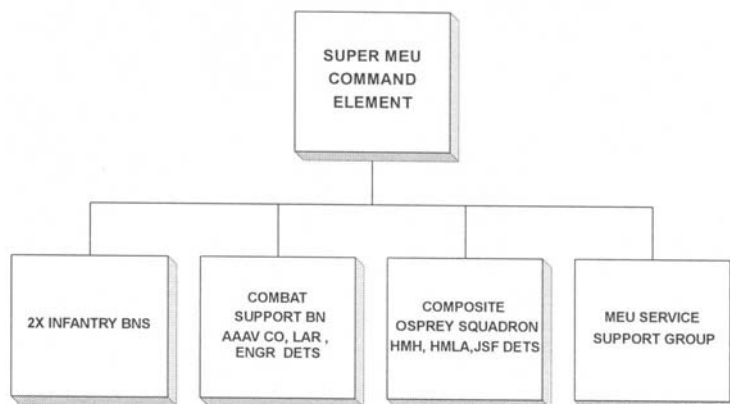 SUPER MEU
COMMAND
ELEMENT
2X INFANTRY BNS
COMBAT
SUPPORT BN
AAAV CO, LAR ,
ENGR DETS
COMPOSITE
OSPREY SQUADRON
HMH, HMLA,JSF DETS
MEU SERVICE
SUPPORT GROUP